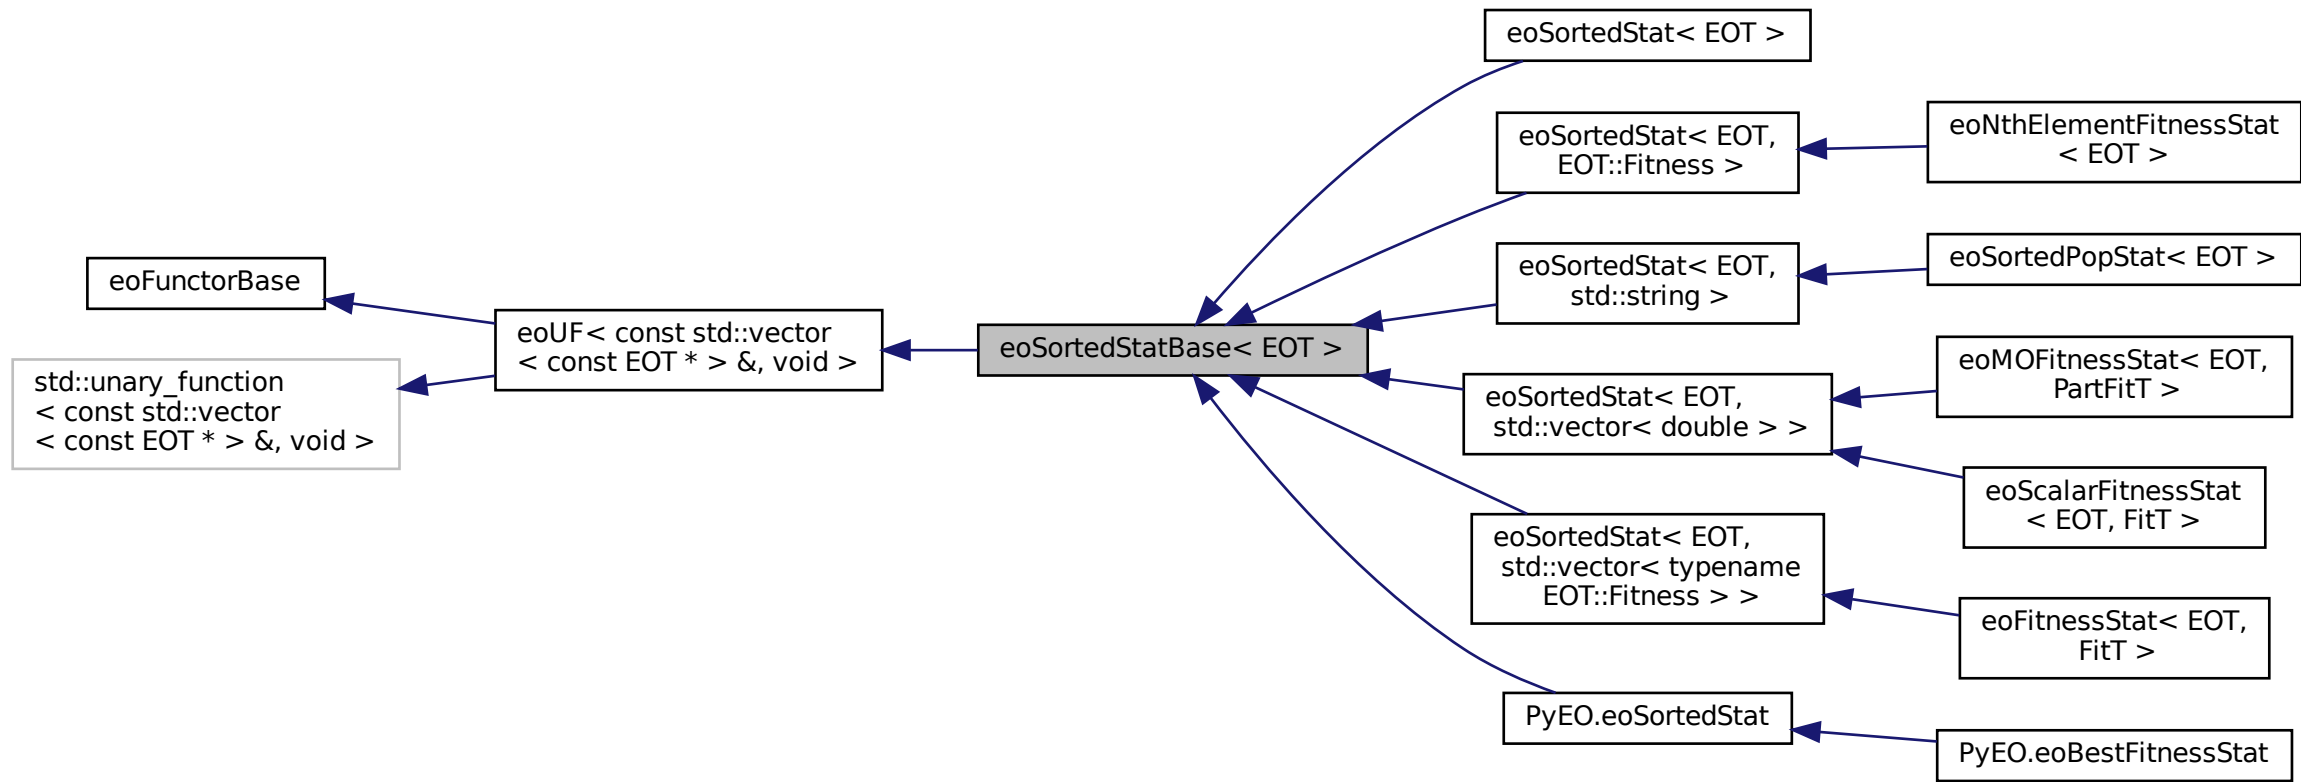 eoFunctorBase
std::unary_function
< const std::vector
< const EOT * > &, void >
eoUF< const std::vector
< const EOT * > &, void >
eoSortedStatBase< EOT >
eoSortedStat< EOT >
eoSortedStat< EOT,
EOT::Fitness >
eoSortedStat< EOT,
std::string >
eoSortedStat< EOT,
std::vector< double > >
eoSortedStat< EOT,
std::vector< typename
EOT::Fitness > >
PyEO.eoSortedStat
eoNthElementFitnessStat
< EOT >
eoSortedPopStat< EOT >
eoMOFitnessStat< EOT,
PartFitT >
eoScalarFitnessStat
< EOT, FitT >
eoFitnessStat< EOT,
FitT >
PyEO.eoBestFitnessStat